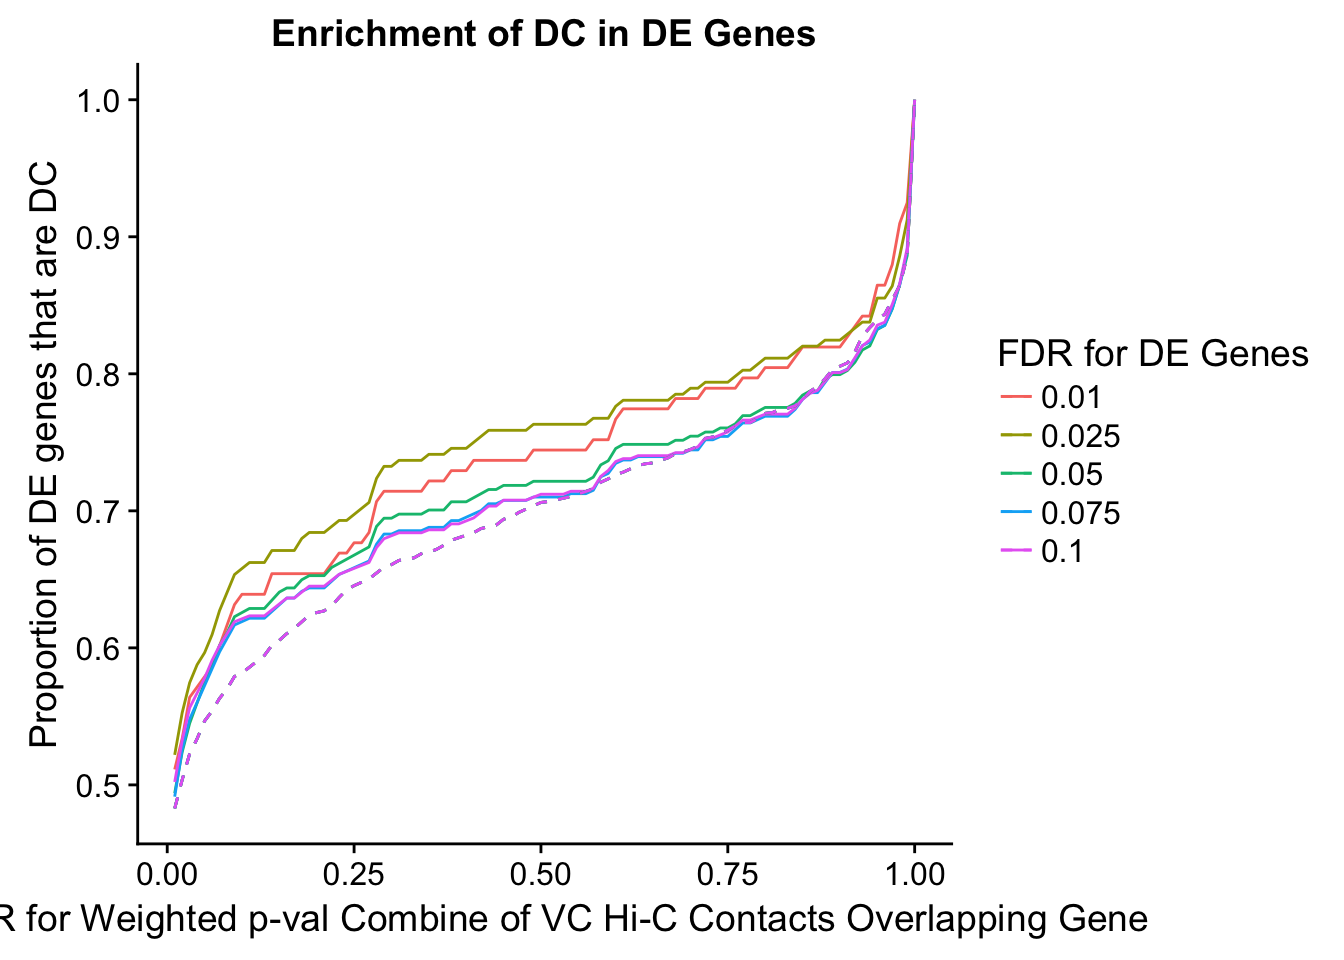 Enrichment of DC in DE Genes
Proportion of DE genes that are DC
1.0
0.9
0.8
0.7
0.6
0.5
0.00 0.25 0.50 0.75 1.00
R for Weighted p-val Combine of VC Hi-C Contacts Overlapping Gene
FDR for DE Genes
0.01
0.025
0.05
0.075
0.1